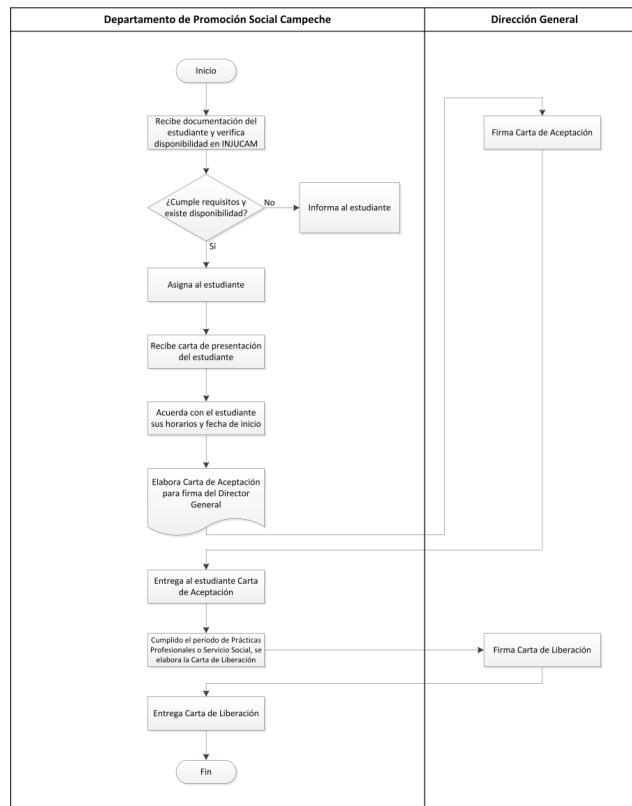 Departamento de Promoción Social Campeche
Dirección General
Inicio
Recibe documentación del
estudiante y verifica
disponibilidad en INJUCAM
Firma Carta de Aceptación
¿Cumple requisitos y
existe disponibilidad?
No
Informa al estudiante
Sí
Asigna al estudiante
Recibe carta de presentación
del estudiante
Acuerda con el estudiante
sus horarios y fecha de inicio
Elabora Carta de Aceptación
para firma del Director
General
Entrega al estudiante Carta
de Aceptación
Cumplido el período de Prácticas
Profesionales o Servicio Social, se
elabora la Carta de Liberación
Firma Carta de Liberación
Entrega Carta de Liberación
Fin